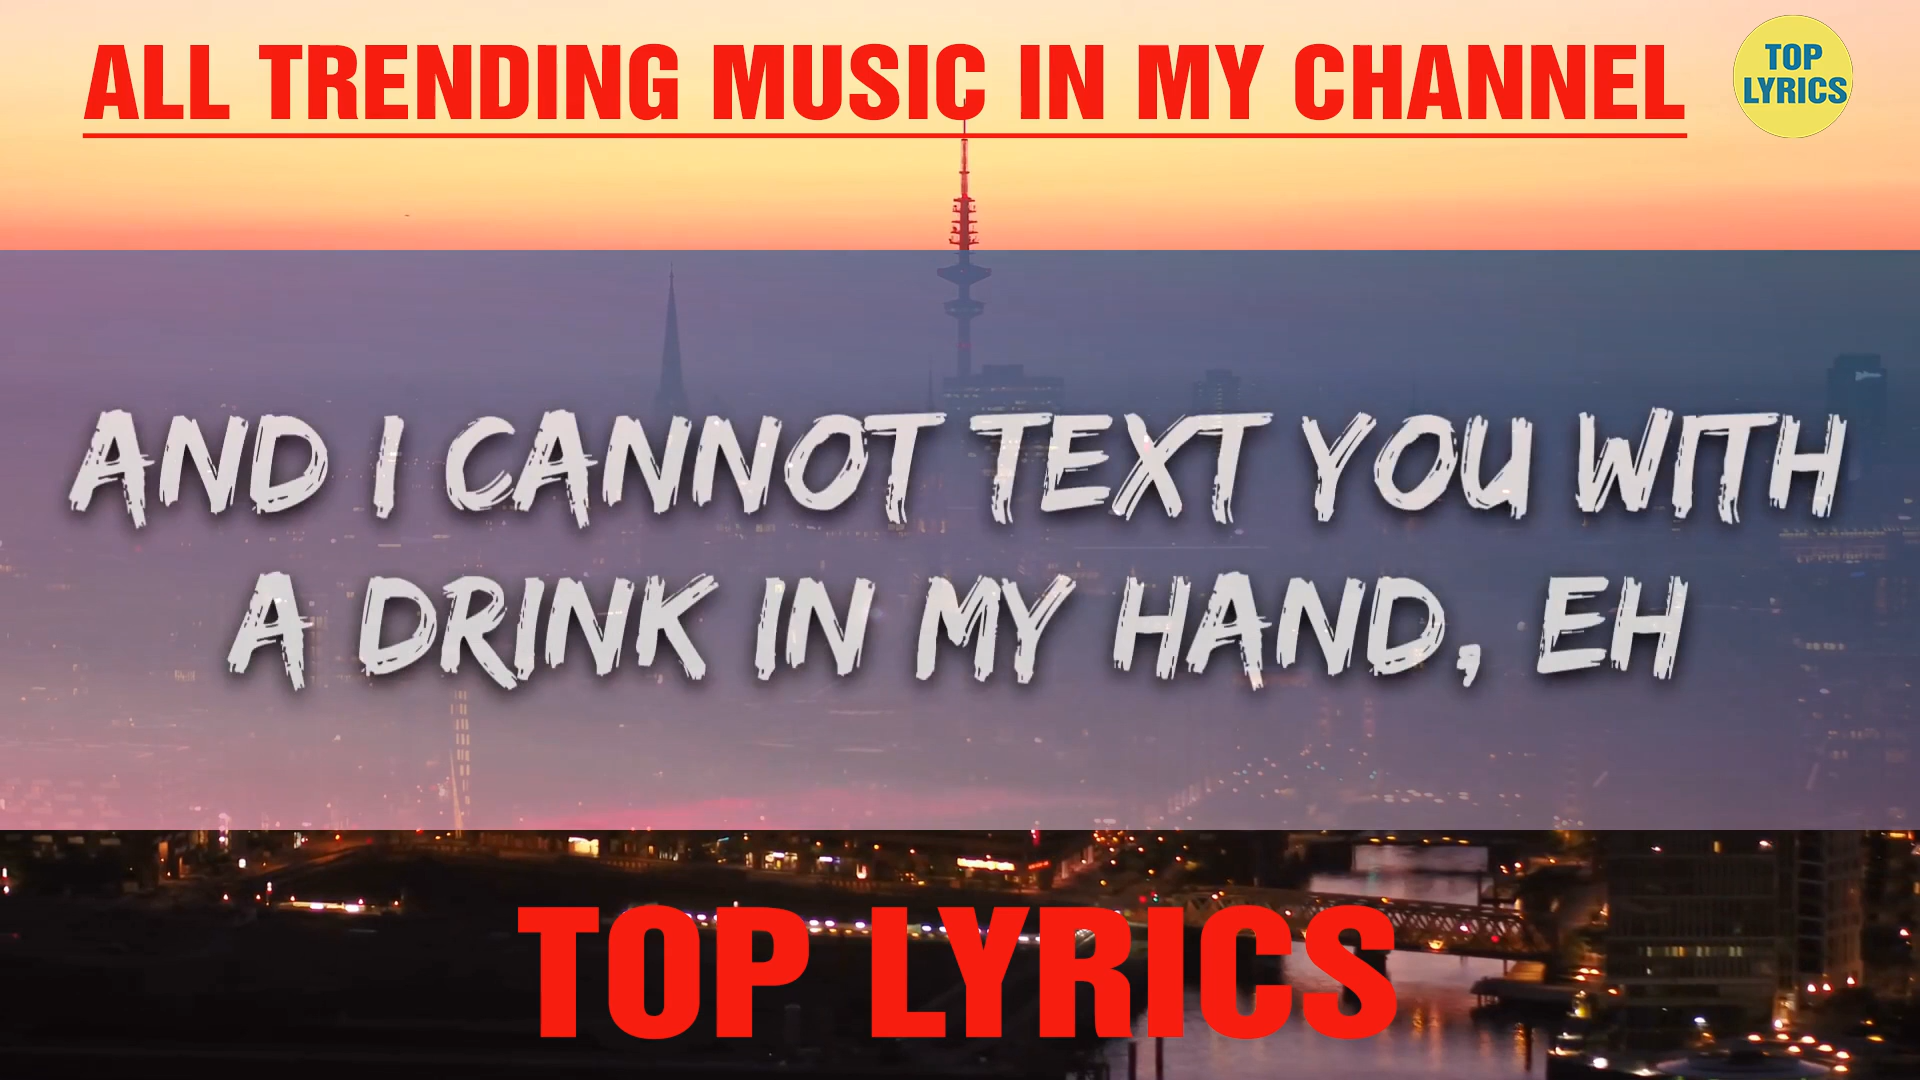 ALL TRENDING MUSIC IN MY CHANNEL
TOP
LYRICS
AND I CANNOT TEXT YOU WITH
A DRINK IN MY HAND, EH
TOP LYRICS